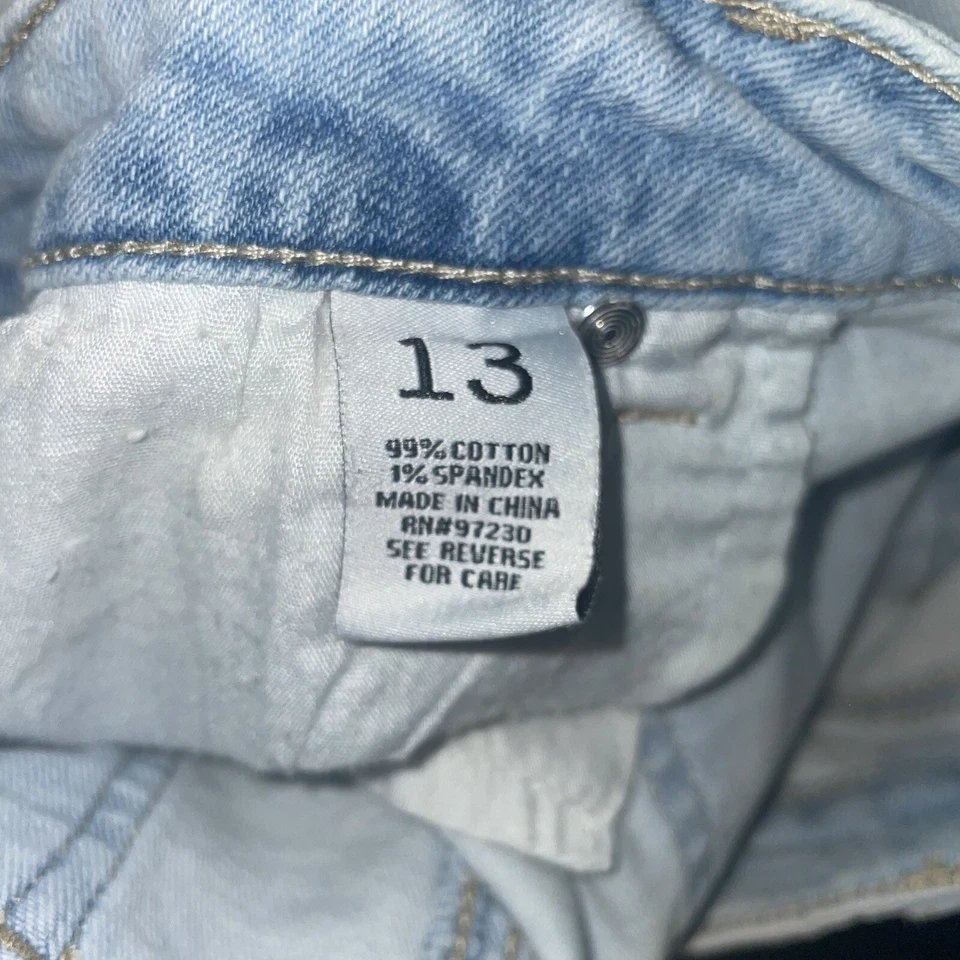 13
99% COTTON
1% SPANDEX
MADE IN CHINA
RN#97230
SEE REVERSE
FOR CARE